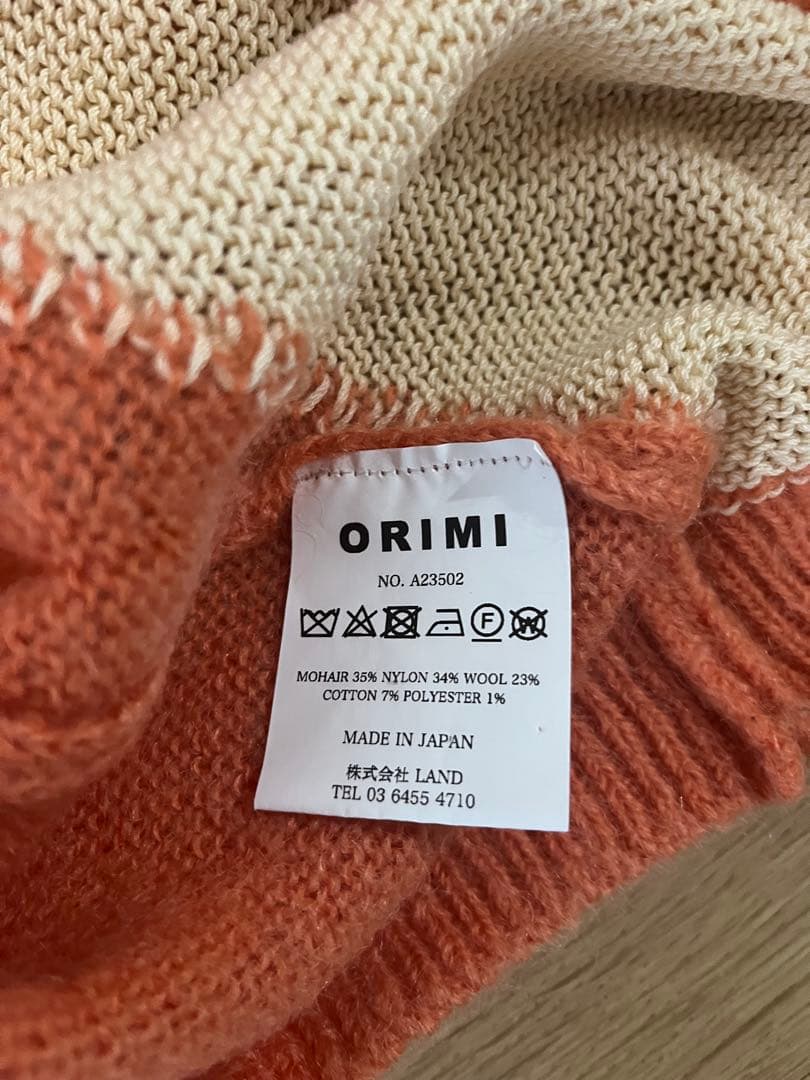 ORIMI
NO. A23502
F W
MOHAIR 35% NYLON 34% WOOL 23%
COTTON 7% POLYESTER 1%
MADE IN JAPAN
株式会社 LAND
TEL 03 6455 4710